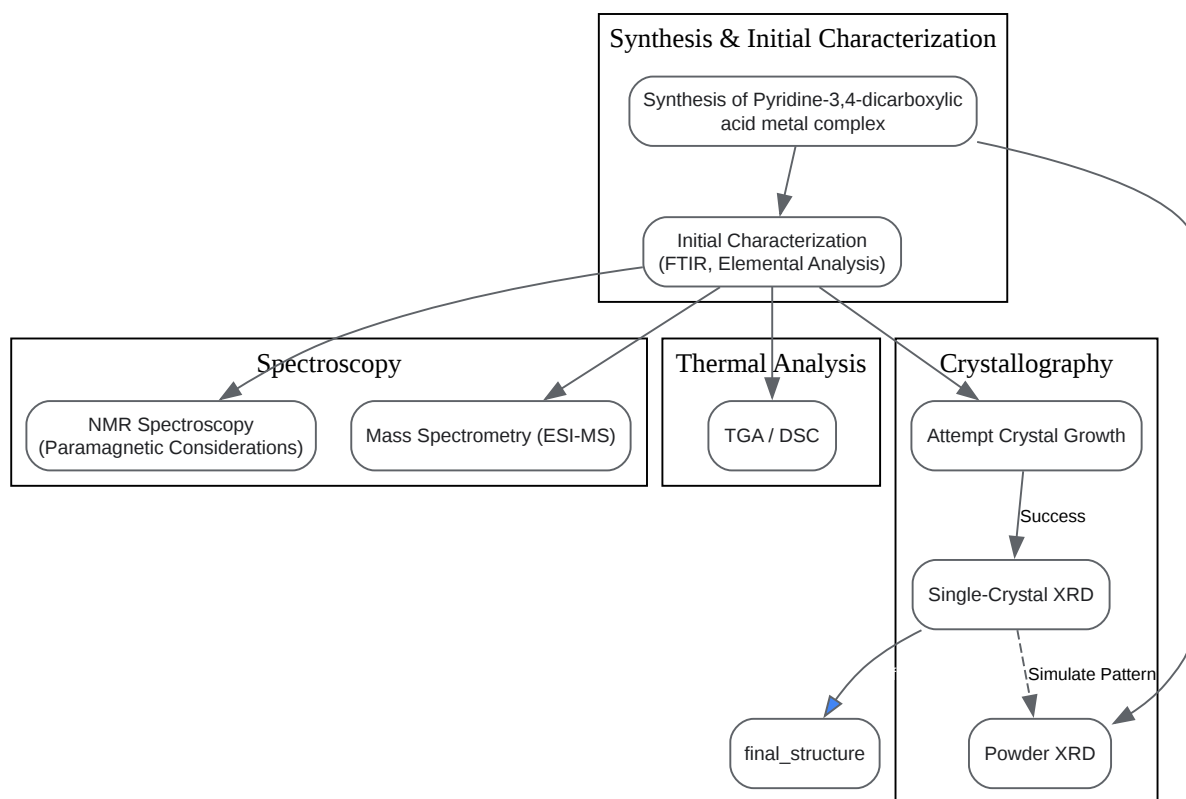 Synthesis & Initial Characterization
Synthesis of Pyridine-3,4-dicarboxylic
acid metal complex
Initial Characterization
(FTIR, Elemental Analysis)
Spectroscopy
NMR Spectroscopy
(Paramagnetic Considerations)
Mass Spectrometry (ESI-MS)
Thermal Analysis
TGA / DSC
Crystallography
Attempt Crystal Growth
Success
Single-Crystal XRD
Simulate Pattern
final_structure
Powder XRD